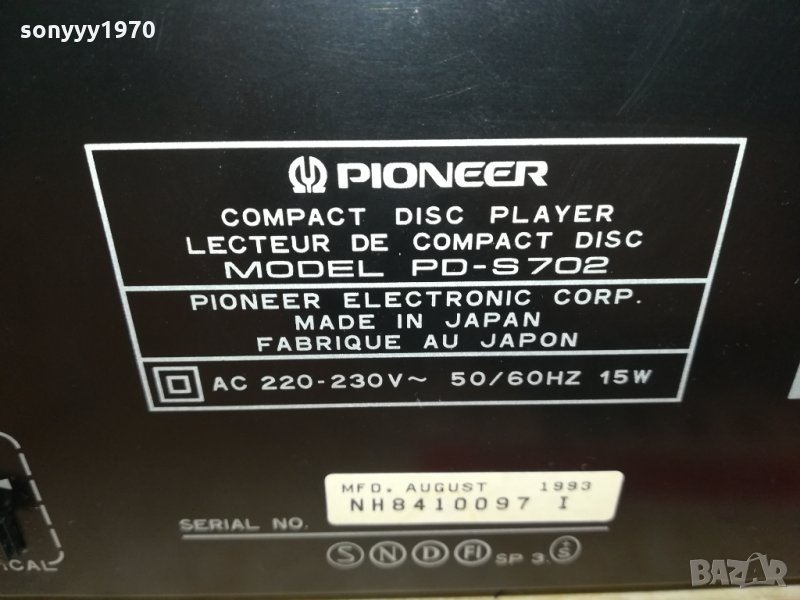 sonyyy1970
PIONEER
COMPACT DISC PLAYER
LECTEUR DE COMPACT DISC
MODEL PD-S702
PIONEER ELECTRONIC CORP.
MADE IN JAPAN
FABRIQUE AU JAPON
AC 220-230V~ 50/60HZ 15W
MFD. AUGUST 1993
NH8410097 I
SERIAL NO.
S N D FI SP 3. S
BAZAR